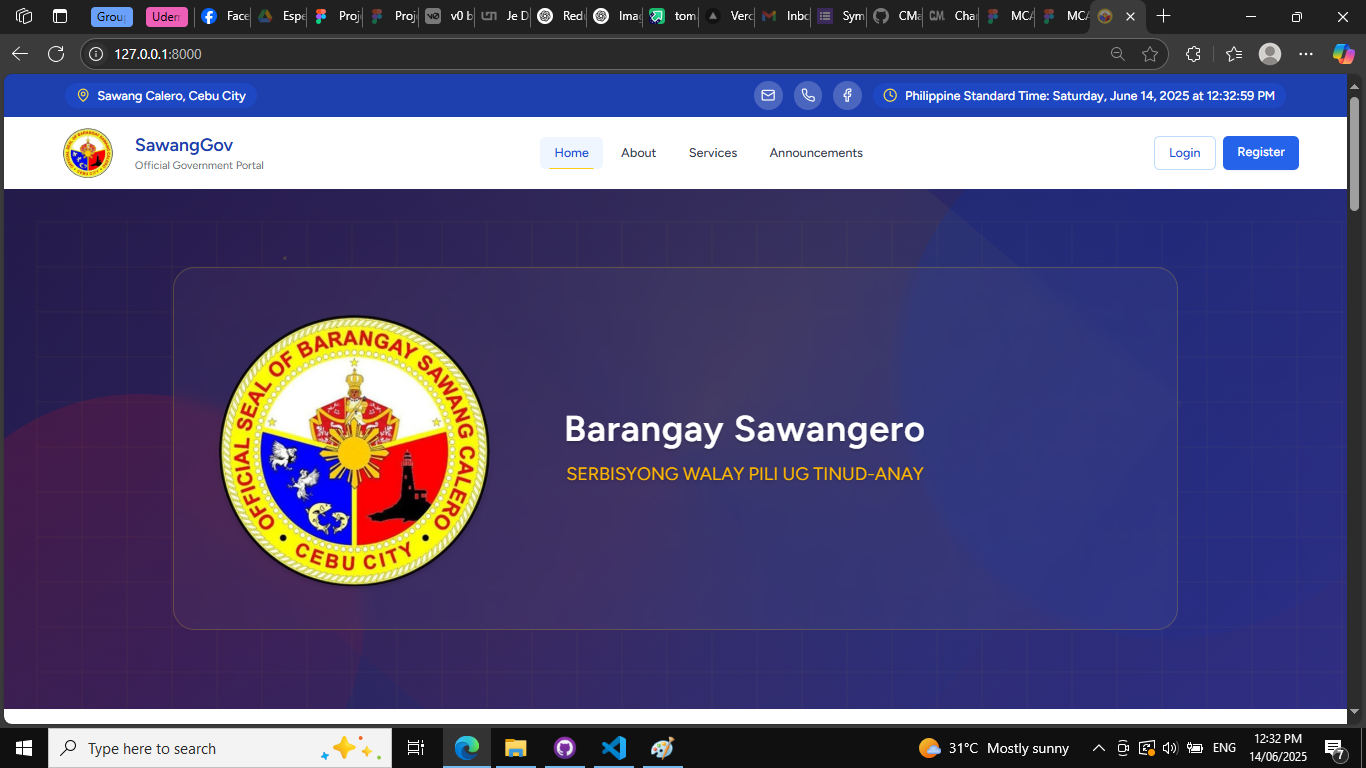 Group
Uden
Face
Espe
Proj
Proj
v0 b
Je D
Redu
Imag
tom
Verc
Inbo
Sym
CMa
Cha
MCA
MCA
127.0.0.1:8000
Sawang Calero, Cebu City
Philippine Standard Time: Saturday, June 14, 2025 at 12:32:59 PM
SawangGov
Official Government Portal
Home
About
Services
Announcements
Login
Register
OFFICIAL SEAL OF BARANGAY SAWANG CALERO
CEBU CITY
Barangay Sawangero
SERBISYONG WALAY PILI UG TINUD-ANAY
Type here to search
31°C Mostly sunny
ENG
12:32 PM
14/06/2025
7